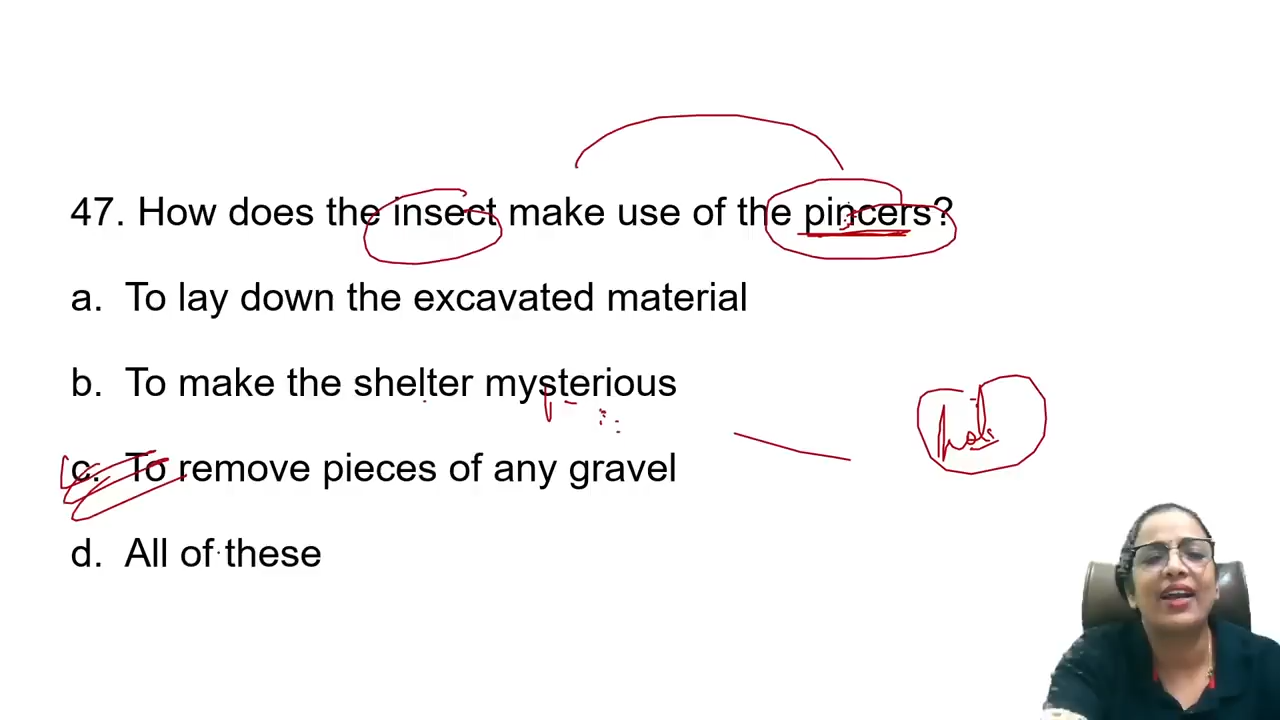 47. How does the insect make use of the pincers?
a. To lay down the excavated material
b. To make the shelter mysterious
c. To remove pieces of any gravel
d. All of these